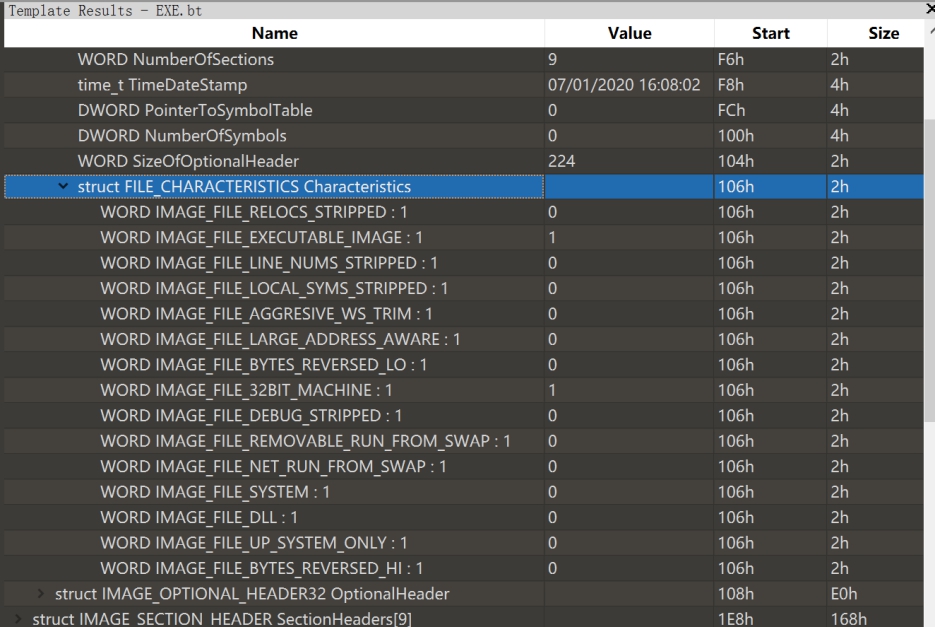 Template Results - EXE.bt
Name Value Start Size
WORD NumberOfSections 9 F6h 2h
time_t TimeDateStamp 07/01/2020 16:08:02 F8h 4h
DWORD PointerToSymbolTable 0 FCh 4h
DWORD NumberOfSymbols 0 100h 4h
WORD SizeOfOptionalHeader 224 104h 2h
struct FILE_CHARACTERISTICS Characteristics 106h 2h
WORD IMAGE_FILE_RELOCS_STRIPPED : 1 0 106h 2h
WORD IMAGE_FILE_EXECUTABLE_IMAGE : 1 1 106h 2h
WORD IMAGE_FILE_LINE_NUMS_STRIPPED : 1 0 106h 2h
WORD IMAGE_FILE_LOCAL_SYMS_STRIPPED : 1 0 106h 2h
WORD IMAGE_FILE_AGGRESIVE_WS_TRIM : 1 0 106h 2h
WORD IMAGE_FILE_LARGE_ADDRESS_AWARE : 1 0 106h 2h
WORD IMAGE_FILE_BYTES_REVERSED_LO : 1 0 106h 2h
WORD IMAGE_FILE_32BIT_MACHINE : 1 1 106h 2h
WORD IMAGE_FILE_DEBUG_STRIPPED : 1 0 106h 2h
WORD IMAGE_FILE_REMOVABLE_RUN_FROM_SWAP : 1 0 106h 2h
WORD IMAGE_FILE_NET_RUN_FROM_SWAP : 1 0 106h 2h
WORD IMAGE_FILE_SYSTEM : 1 0 106h 2h
WORD IMAGE_FILE_DLL : 1 0 106h 2h
WORD IMAGE_FILE_UP_SYSTEM_ONLY : 1 0 106h 2h
WORD IMAGE_FILE_BYTES_REVERSED_HI : 1 0 106h 2h
struct IMAGE_OPTIONAL_HEADER32 OptionalHeader 108h E0h
struct IMAGE_SECTION_HEADER SectionHeaders[9] 1E8h 168h